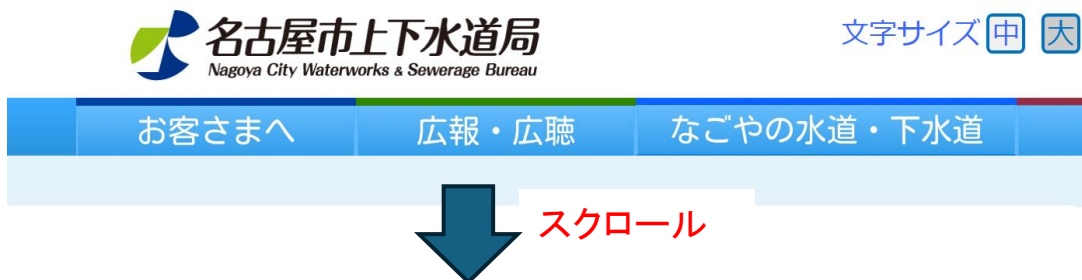 名古屋市上下水道局
Nagoya City Waterworks & Sewerage Bureau
文字サイズ 中 大
お客さまへ 広報・広聴 なごやの水道・下水道
スクロール